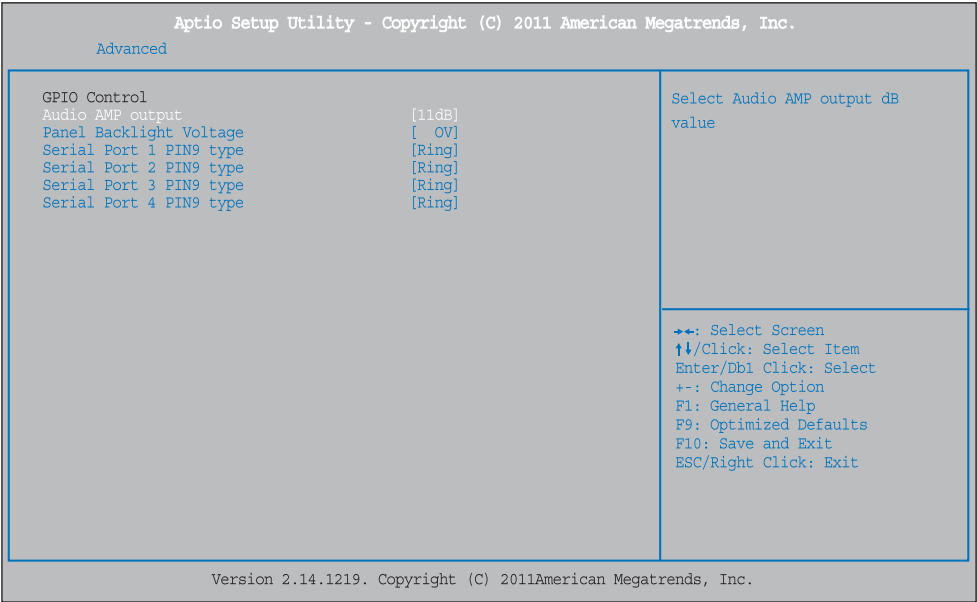 Aptio Setup Utility - Copyright (C) 2011 American Megatrends, Inc.
Advanced
GPIO Control
Audio AMP output [11dB]
Panel Backlight Voltage [ 0V]
Serial Port 1 PIN9 type [Ring]
Serial Port 2 PIN9 type [Ring]
Serial Port 3 PIN9 type [Ring]
Serial Port 4 PIN9 type [Ring]
Select Audio AMP output dB
value
→←: Select Screen
↑↓/Click: Select Item
Enter/Db1 Click: Select
+-: Change Option
F1: General Help
F9: Optimized Defaults
F10: Save and Exit
ESC/Right Click: Exit
Version 2.14.1219. Copyright (C) 2011American Megatrends, Inc.